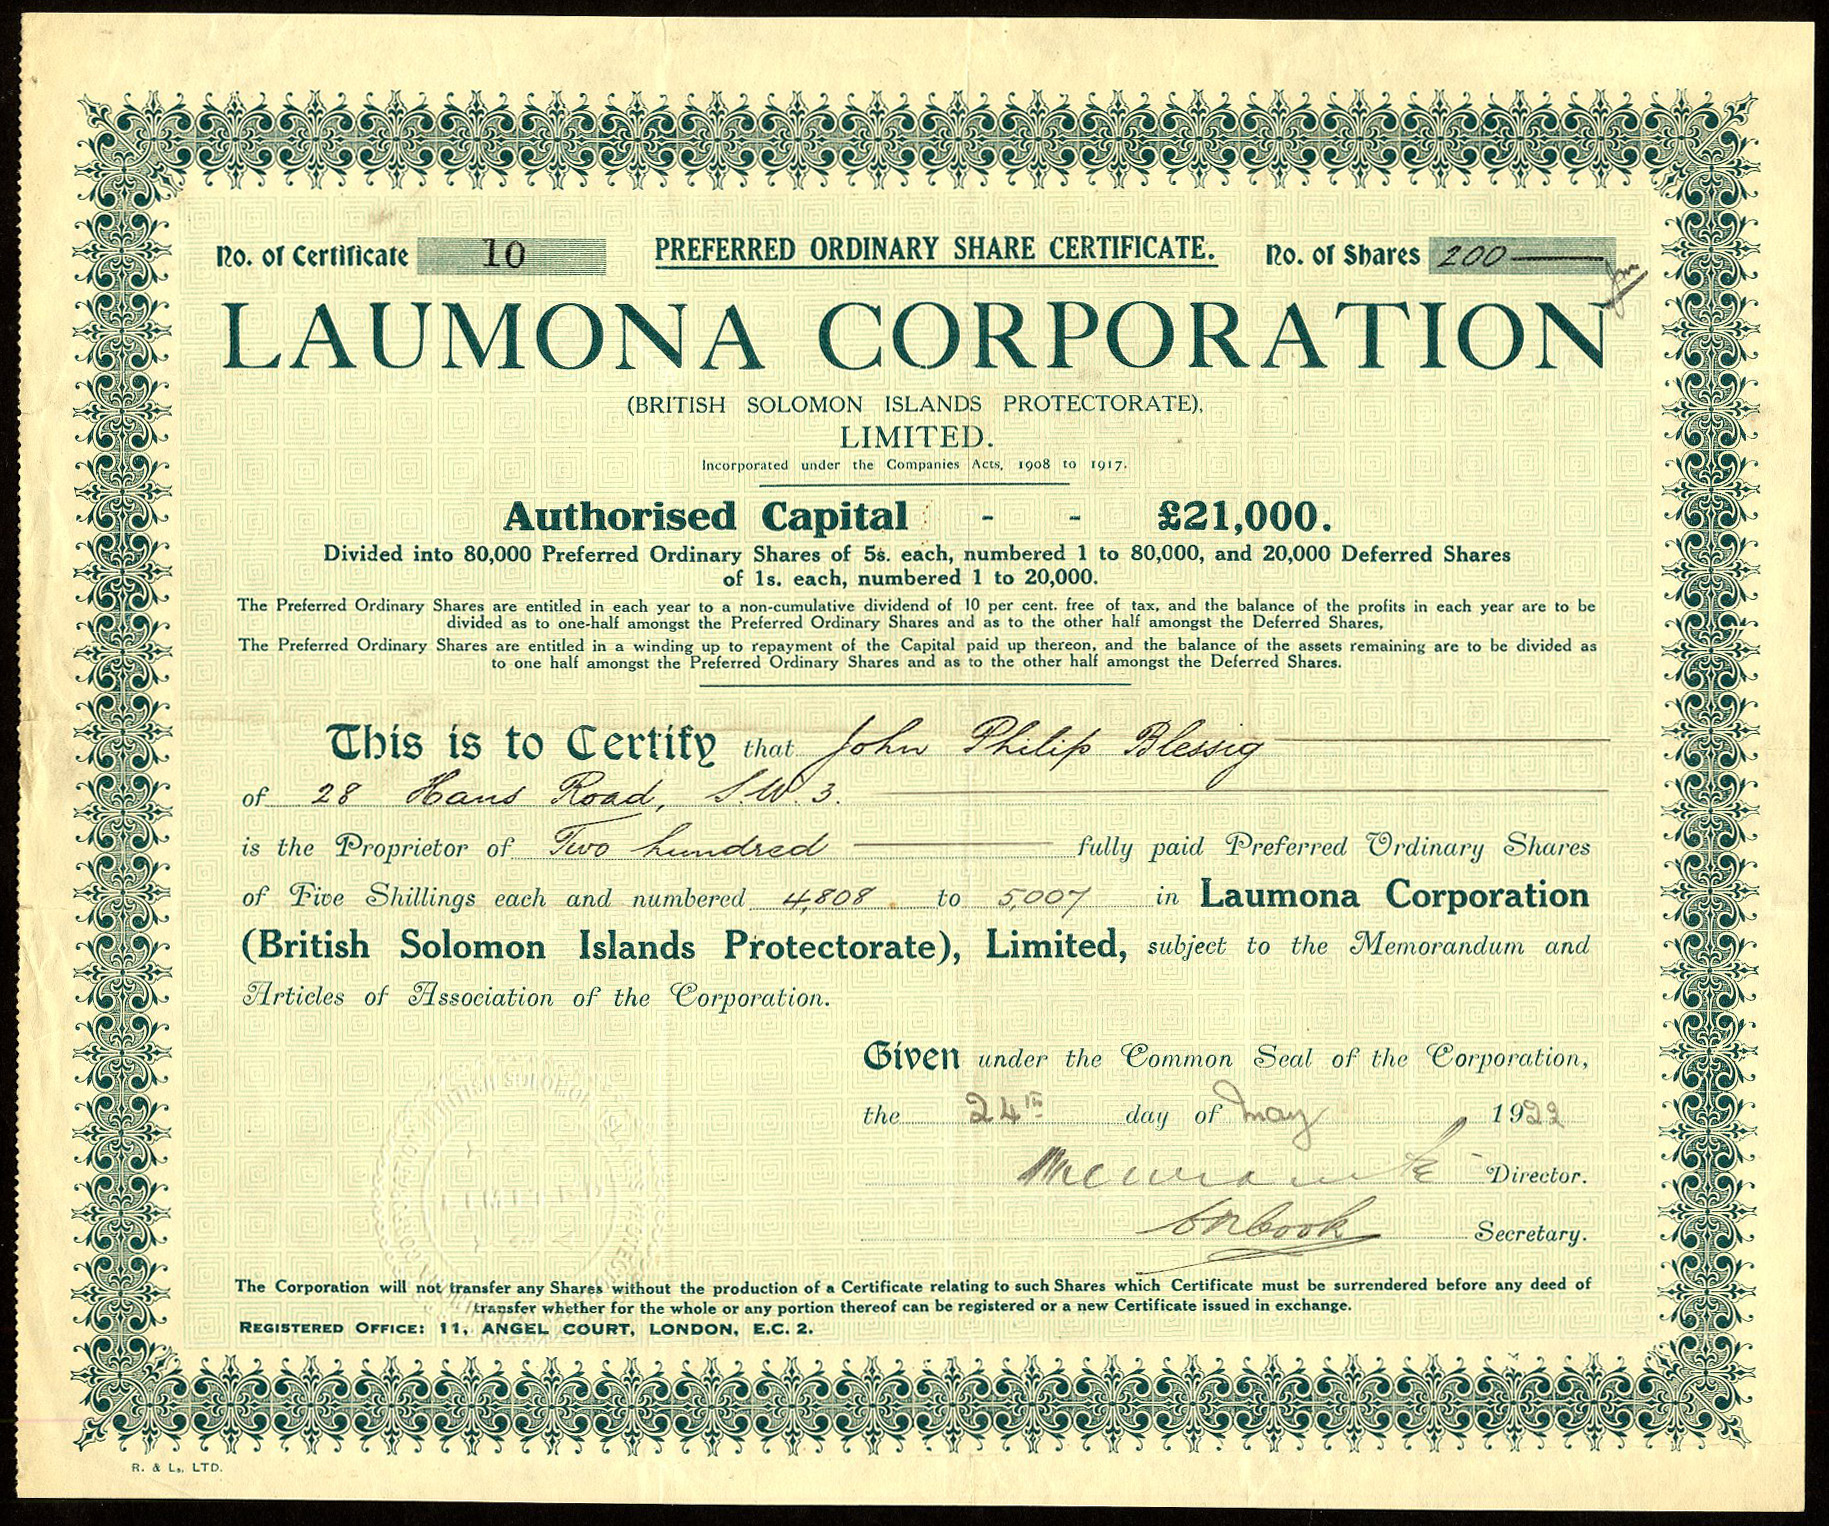 No. of Certificate 10 PREFERRED ORDINARY SHARE CERTIFICATE. No. of Shares 200
LAUMONA CORPORATION
(BRITISH SOLOMON ISLANDS PROTECTORATE),
LIMITED.
Incorporated under the Companies Acts, 1908 to 1917.
Authorised Capital - - £21,000.
Divided into 80,000 Preferred Ordinary Shares of 5s. each, numbered 1 to 80,000, and 20,000 Deferred Shares
of 1s. each, numbered 1 to 20,000.
The Preferred Ordinary Shares are entitled in each year to a non-cumulative dividend of 10 per cent. free of tax, and the balance of the profits in each year are to be
divided as to one-half amongst the Preferred Ordinary Shares and as to the other half amongst the Deferred Shares,
The Preferred Ordinary Shares are entitled in a winding up to repayment of the Capital paid up thereon, and the balance of the assets remaining are to be divided as
to one half amongst the Preferred Ordinary Shares and as to the other half amongst the Deferred Shares.
This is to Certify that John Philip Blessig
of 28 Hans Road, S.W.3.
is the Proprietor of Two hundred fully paid Preferred Ordinary Shares
of Five Shillings each and numbered 4,808 to 5,007 in Laumona Corporation
(British Solomon Islands Protectorate), Limited, subject to the Memorandum and
Articles of Association of the Corporation.
Given under the Common Seal of the Corporation,
the 24th day of May 1922
Director.
Cook Secretary.
LIMITED
The Corporation will not transfer any Shares without the production of a Certificate relating to such Shares which Certificate must be surrendered before any deed of
transfer whether for the whole or any portion thereof can be registered or a new Certificate issued in exchange.
REGISTERED OFFICE: 11, ANGEL COURT, LONDON, E.C. 2.
R. & L., LTD.